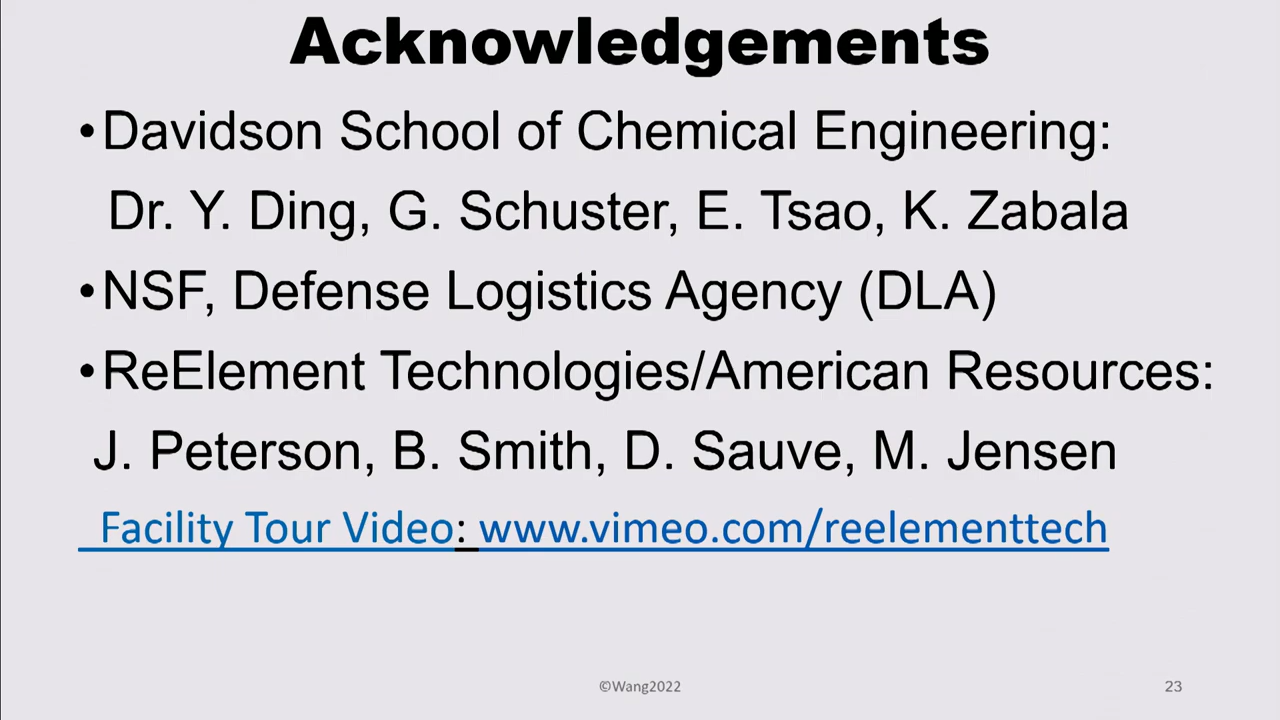 Acknowledgements
•Davidson School of Chemical Engineering:
Dr. Y. Ding, G. Schuster, E. Tsao, K. Zabala
•NSF, Defense Logistics Agency (DLA)
•ReElement Technologies/American Resources:
J. Peterson, B. Smith, D. Sauve, M. Jensen
Facility Tour Video: www.vimeo.com/reelementtech
©Wang2022
23